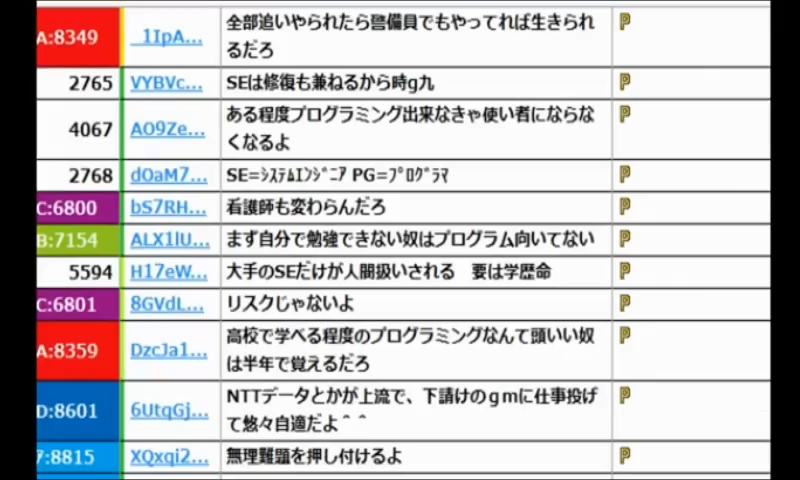 A:8349 _1IpA... 全部追いやられたら警備員でもやってれば生きられ P
るだろ
2765 VYBVc... SEは修復も兼ねるから時g九 P
4067 AO9Ze... ある程度プログラミング出来なきゃ使い者にならな P
くなるよ
2768 dOaM7... SE=ｼｽﾃﾑｴﾝｼﾞﾆｱ PG=ﾌﾟﾛｸﾞﾗﾏ P
C:6800 bS7RH... 看護師も変わらんだろ P
B:7154 ALX1lU... まず自分で勉強できない奴はプログラム向いてない P
5594 H17eW... 大手のSEだけが人間扱いされる　要は学歴命 P
C:6801 8GVdL... リスクじゃないよ P
A:8359 DzcJa1... 高校で学べる程度のプログラミングなんて頭いい奴 P
は半年で覚えるだろ
D:8601 6UtqGj... NTTデータとかが上流で、下請けのｇmに仕事投げ P
て悠々自適だよ＾＾
7:8815 XQxqi2... 無理難題を押し付けるよ P